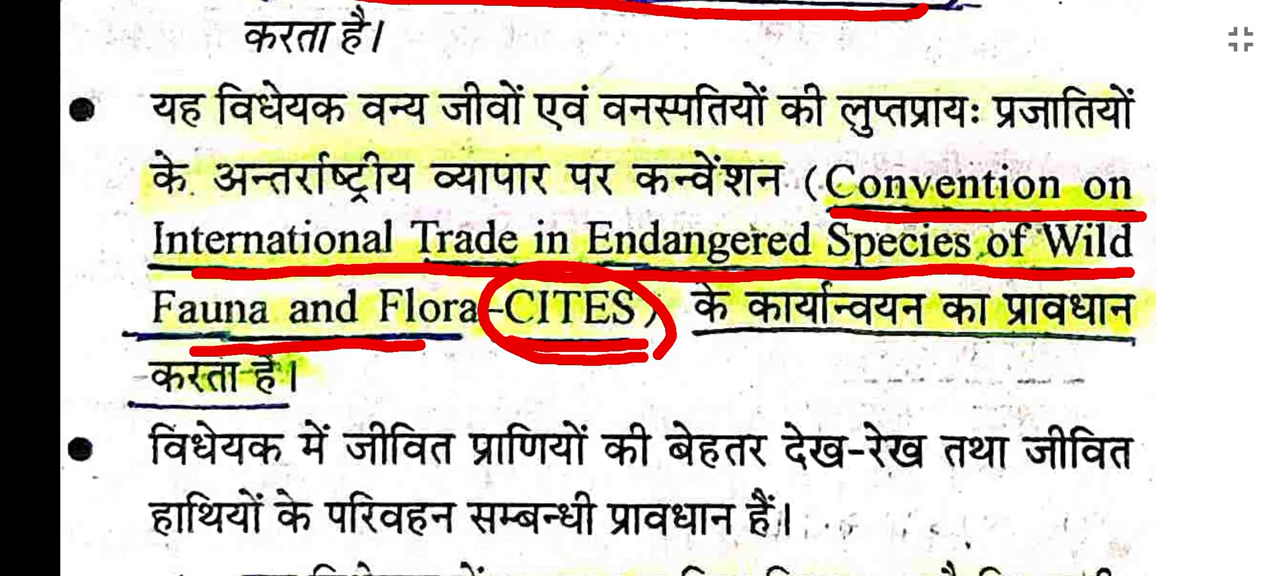 करता है।
● यह विधेयक वन्य जीवों एवं वनस्पतियों की लुप्तप्रायः प्रजातियों
के अन्तर्राष्ट्रीय व्यापार पर कन्वेंशन (Convention on
International Trade in Endangered Species of Wild
Fauna and Flora-CITES) के कार्यान्वयन का प्रावधान
करता है।
● विधेयक में जीवित प्राणियों की बेहतर देख-रेख तथा जीवित
हाथियों के परिवहन सम्बन्धी प्रावधान हैं।